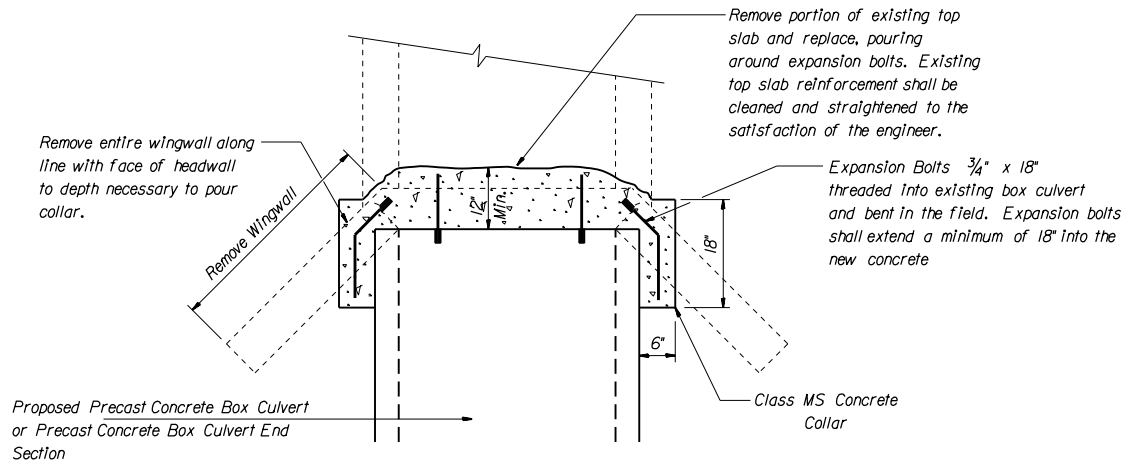 Remove portion of existing top
slab and replace, pouring
around expansion bolts. Existing
top slab reinforcement shall be
cleaned and straightened to the
satisfaction of the engineer.
Remove entire wingwall along
line with face of headwall
to depth necessary to pour
collar.
Remove Wingwall
12"
Min.
Expansion Bolts ¾" x 18"
threaded into existing box culvert
and bent in the field. Expansion bolts
shall extend a minimum of 18" into the
new concrete
18"
6"
Class MS Concrete
Collar
Proposed Precast Concrete Box Culvert
or Precast Concrete Box Culvert End
Section